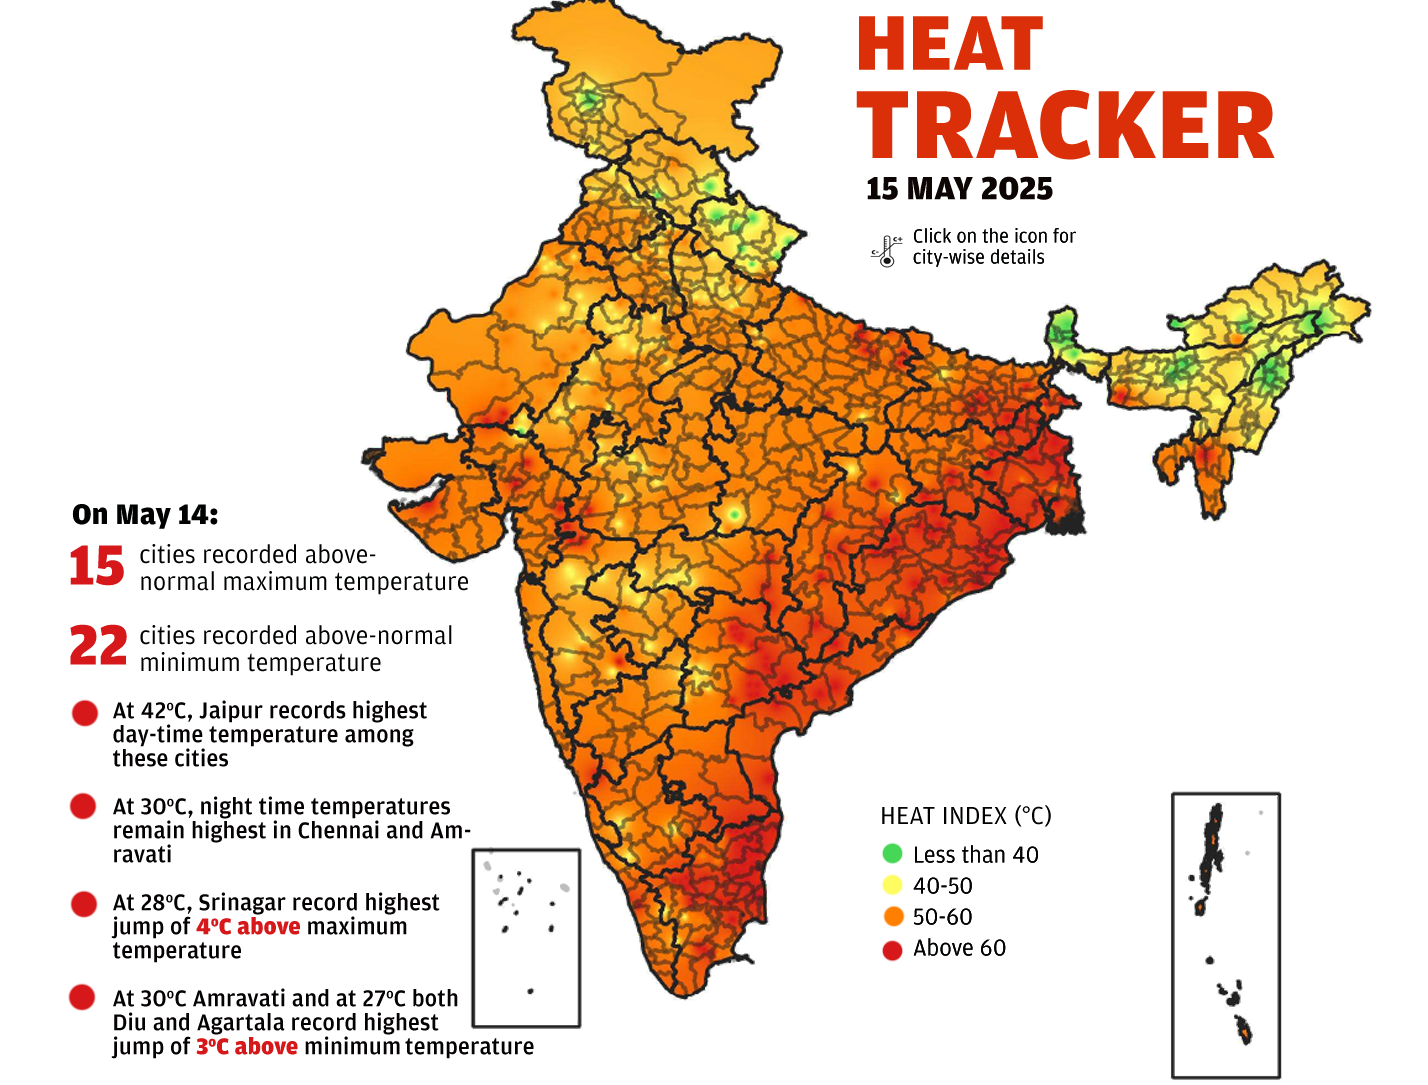 HEAT
TRACKER
15 MAY 2025
C+
C-
Click on the icon for
city-wise details
On May 14:
15 cities recorded above-
normal maximum temperature
22 cities recorded above-normal
minimum temperature
At 42ºC, Jaipur records highest
day-time temperature among
these cities
At 30ºC, night time temperatures
remain highest in Chennai and Am-
ravati
At 28ºC, Srinagar record highest
jump of 4ºC above maximum
temperature
At 30ºC Amravati and at 27ºC both
Diu and Agartala record highest
jump of 3ºC above minimum temperature
HEAT INDEX (°C)
Less than 40
40-50
50-60
Above 60